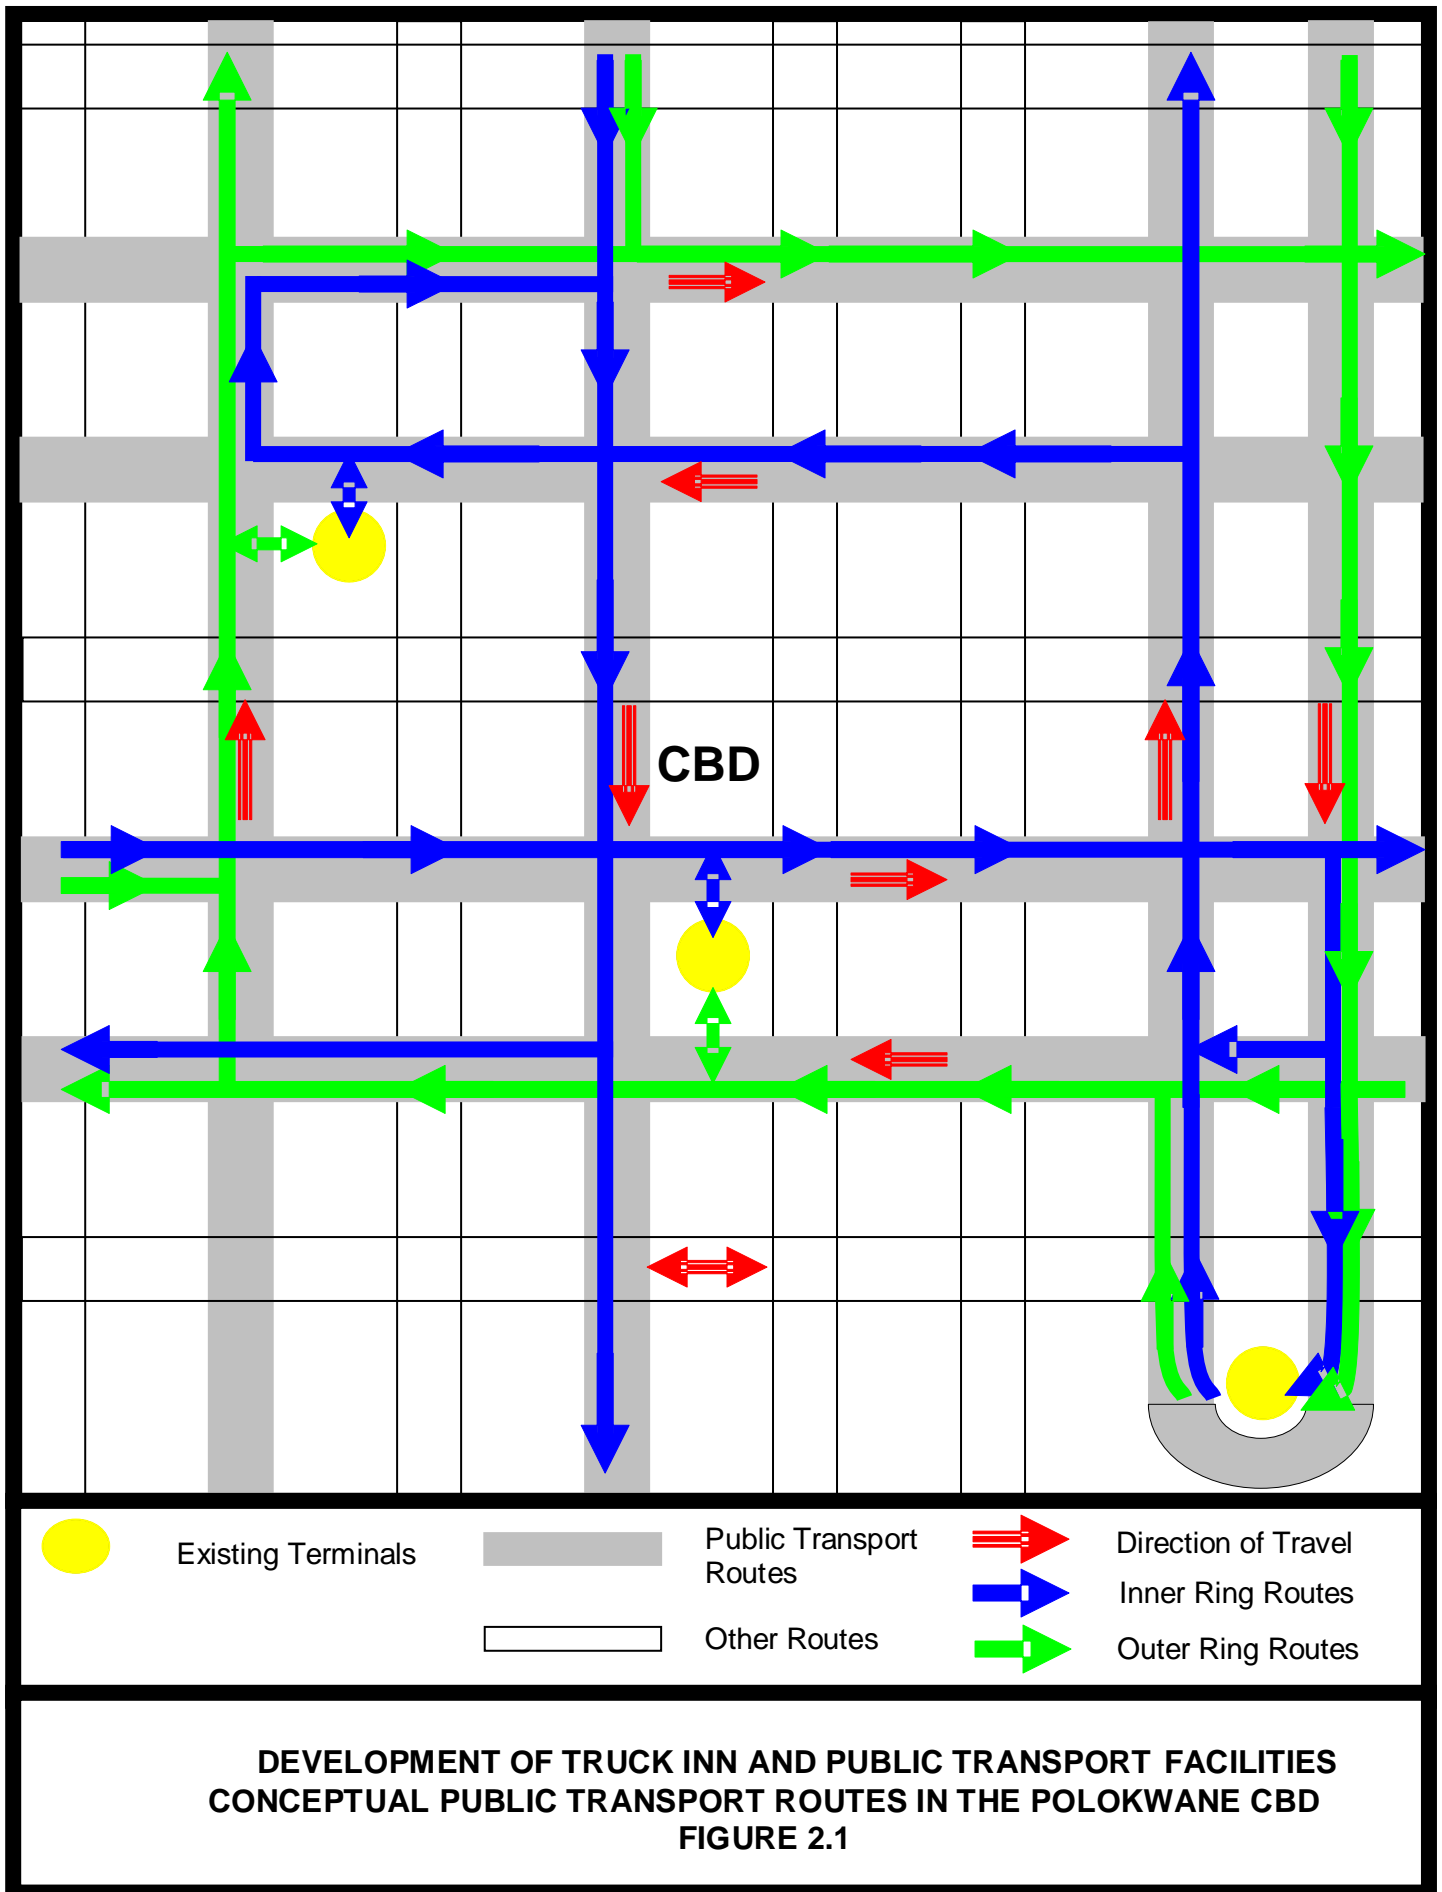 CBD
Existing Terminals
Public Transport
Routes
Other Routes
Direction of Travel
Inner Ring Routes
Outer Ring Routes
DEVELOPMENT OF TRUCK INN AND PUBLIC TRANSPORT FACILITIES
CONCEPTUAL PUBLIC TRANSPORT ROUTES IN THE POLOKWANE CBD
FIGURE 2.1